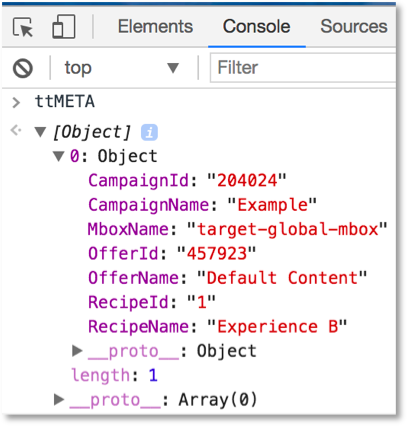 Elements Console Sources
top ▼ Filter
> ttMETA
▼ [Object] i
▼ 0: Object
CampaignId: "204024"
CampaignName: "Example"
MboxName: "target-global-mbox"
OfferId: "457923"
OfferName: "Default Content"
RecipeId: "1"
RecipeName: "Experience B"
▶ __proto__: Object
length: 1
▶ __proto__: Array(0)